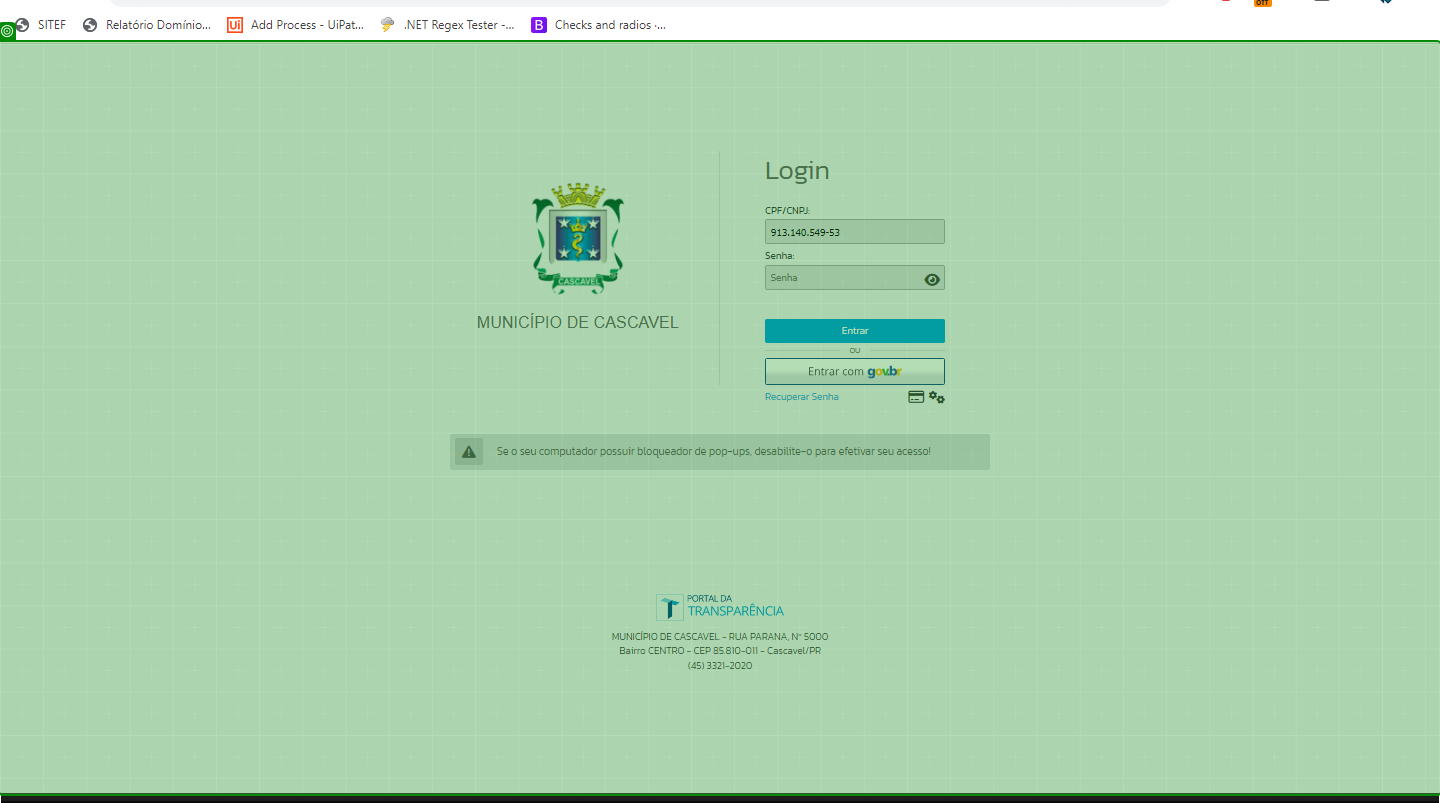 SITEF Relatório Domínio... Ui Add Process - UiPat... .NET Regex Tester -... B Checks and radios ·...
Login
CPF/CNPJ:
913.140.549-53
Senha:
Senha
CASCAVEL
MUNICÍPIO DE CASCAVEL
Entrar
OU
Entrar com gov.br
Recuperar Senha
Se o seu computador possuir bloqueador de pop-ups, desabilite-o para efetivar seu acesso!
PORTAL DA
TRANSPARÊNCIA
MUNICÍPIO DE CASCAVEL - RUA PARANA, Nº 5000
Bairro CENTRO - CEP 85.810-011 - Cascavel/PR
(45) 3321-2020